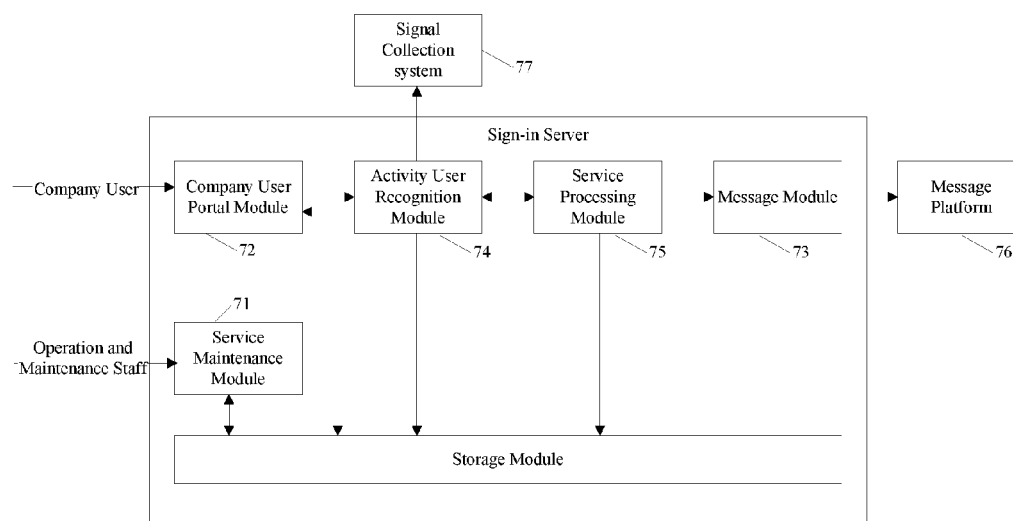 Signal
Collection
system
77
Sign-in Server
Company User
Company User
Portal Module
72
Activity User
Recognition
Module
74
Service
Processing
Module
75
Message Module
73
Message
Platform
76
71
Operation and
Maintenance Staff
Service
Maintenance
Module
Storage Module